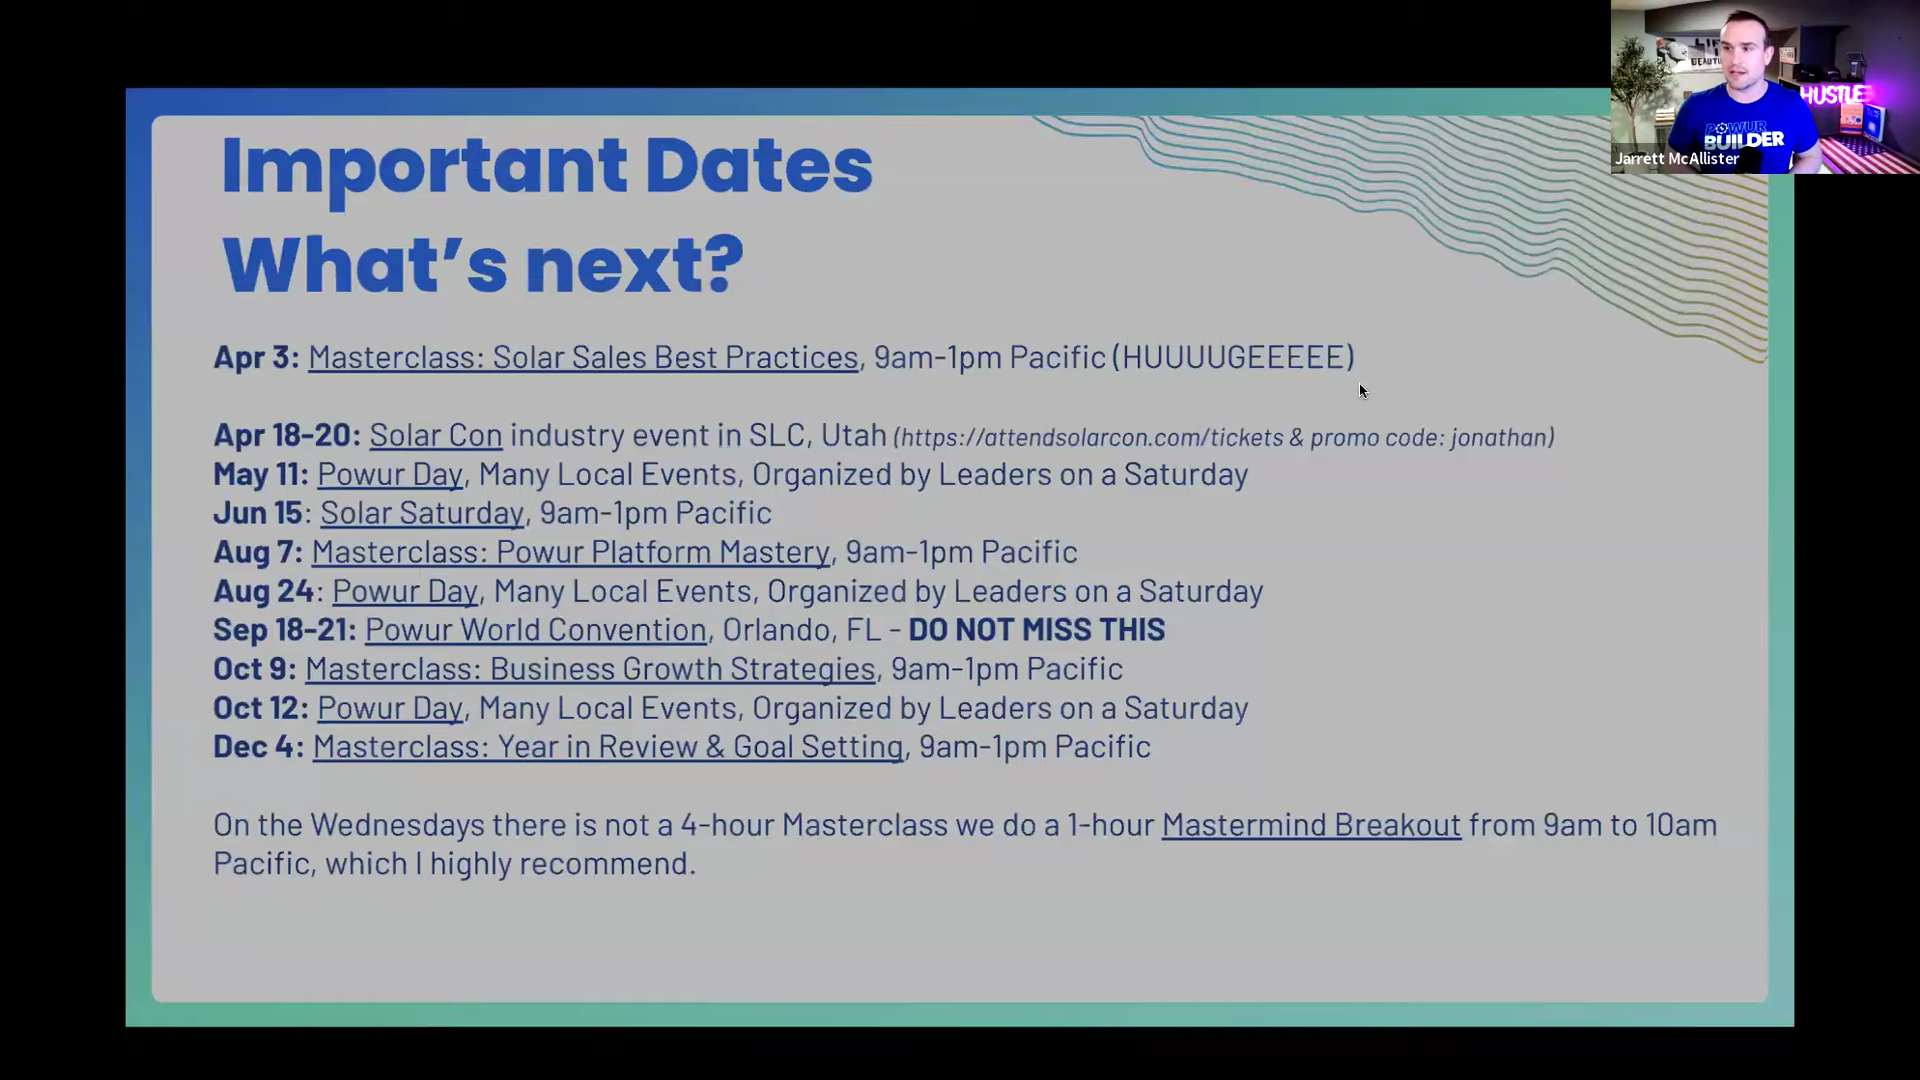 Important Dates
What's next?
Apr 3: Masterclass: Solar Sales Best Practices, 9am-1pm Pacific (HUUUUGEEEEE)
Apr 18-20: Solar Con industry event in SLC, Utah (https://attendsolarcon.com/tickets & promo code: jonathan)
May 11: Powur Day, Many Local Events, Organized by Leaders on a Saturday
Jun 15: Solar Saturday, 9am-1pm Pacific
Aug 7: Masterclass: Powur Platform Mastery, 9am-1pm Pacific
Aug 24: Powur Day, Many Local Events, Organized by Leaders on a Saturday
Sep 18-21: Powur World Convention, Orlando, FL - DO NOT MISS THIS
Oct 9: Masterclass: Business Growth Strategies, 9am-1pm Pacific
Oct 12: Powur Day, Many Local Events, Organized by Leaders on a Saturday
Dec 4: Masterclass: Year in Review & Goal Setting, 9am-1pm Pacific
On the Wednesdays there is not a 4-hour Masterclass we do a 1-hour Mastermind Breakout from 9am to 10am
Pacific, which I highly recommend.
HUSTLE
POWUR
BUILDER
Jarrett McAllister